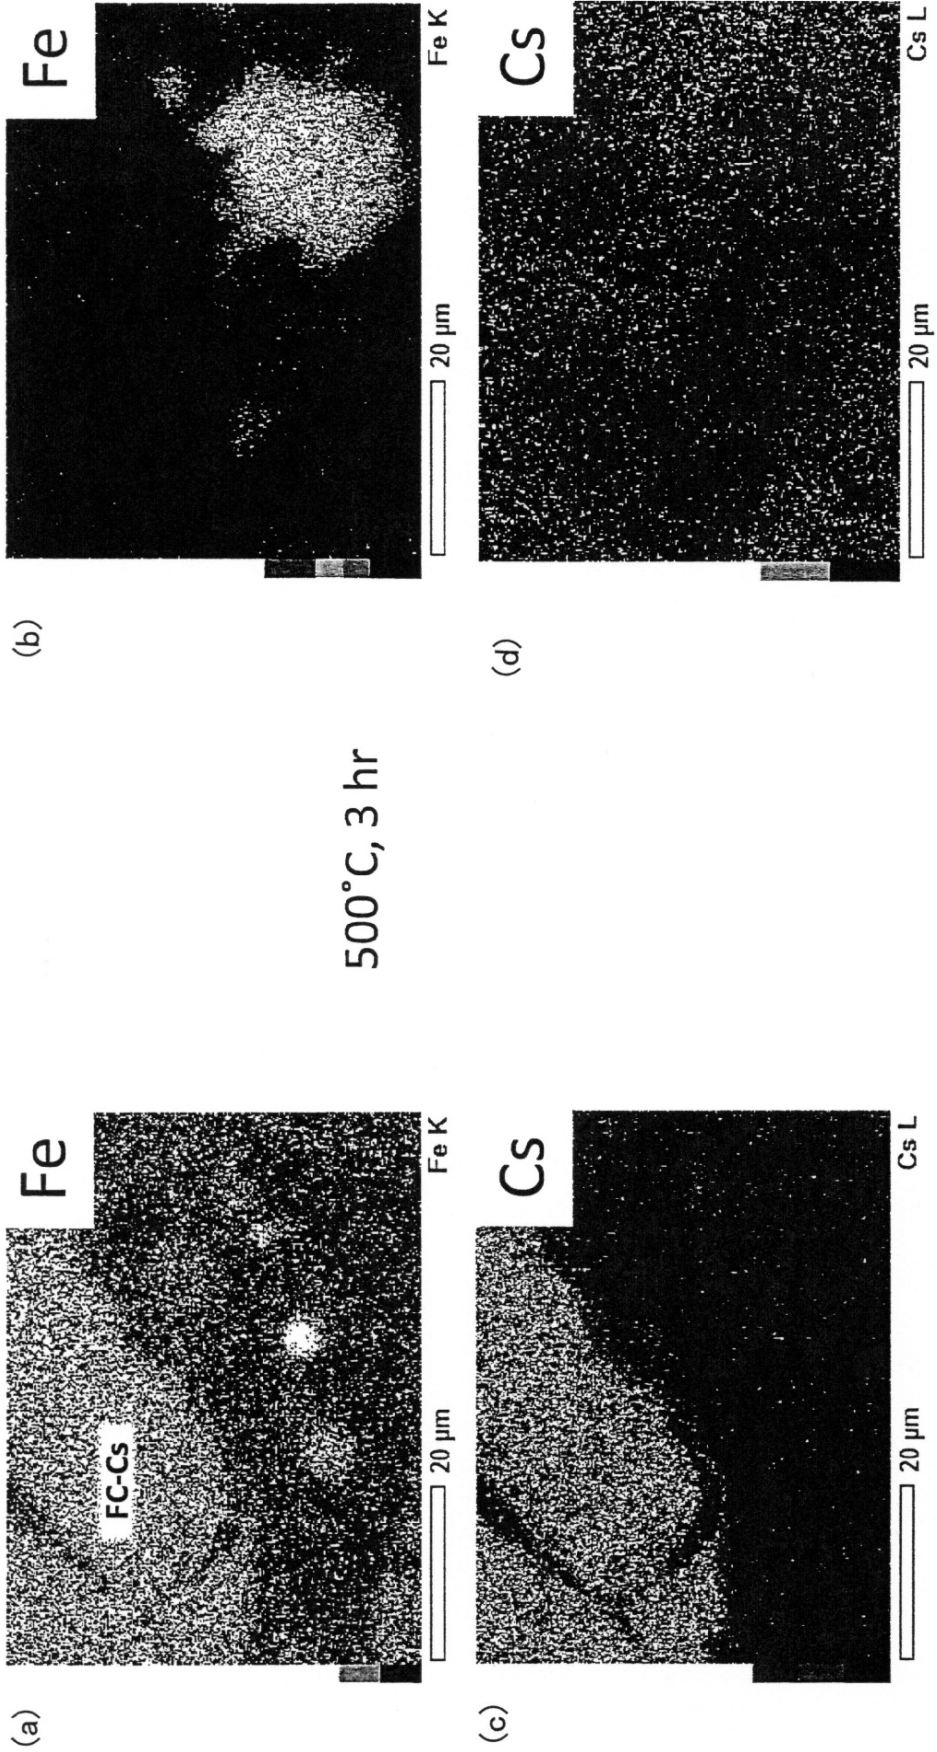 (a)
Fe
FC-Cs
20 μm
Fe K
500°C, 3 hr
(b)
Fe
20 μm
Fe K
(c)
Cs
20 μm
Cs L
(d)
Cs
20 μm
Cs L